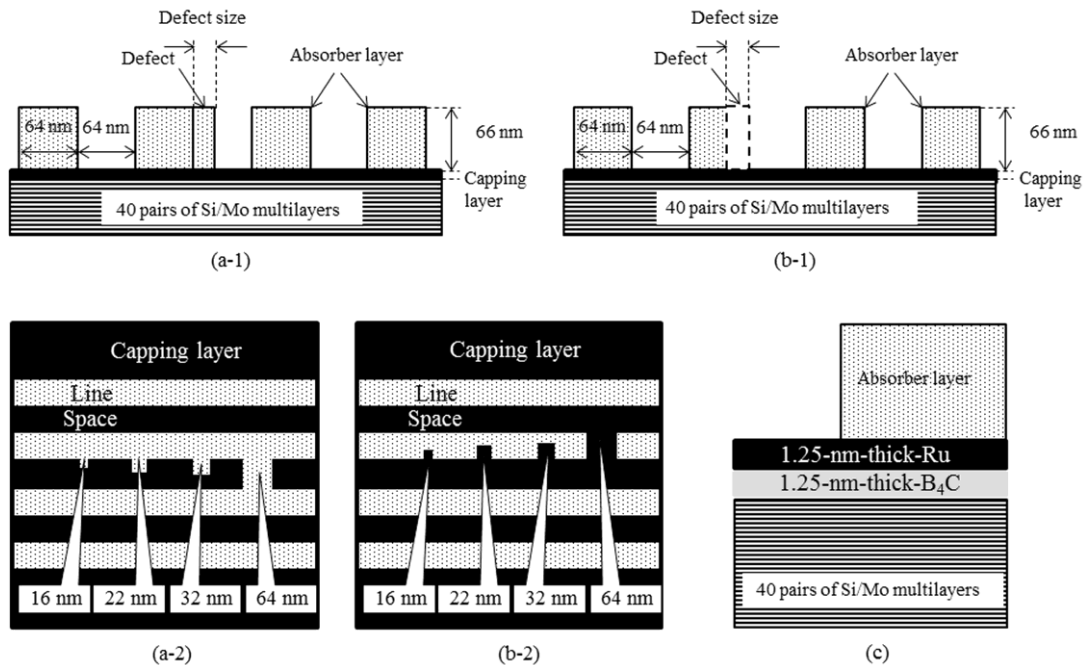 Defect size
Defect
Absorber layer
64 nm
64 nm
66 nm
Capping
layer
40 pairs of Si/Mo multilayers
(a-1)
Defect size
Defect
Absorber layer
64 nm
64 nm
66 nm
Capping
layer
40 pairs of Si/Mo multilayers
(b-1)
Capping layer
Line
Space
16 nm
22 nm
32 nm
64 nm
(a-2)
Capping layer
Line
Space
16 nm
22 nm
32 nm
64 nm
(b-2)
Absorber layer
1.25-nm-thick-Ru
1.25-nm-thick-B₄C
40 pairs of Si/Mo multilayers
(c)